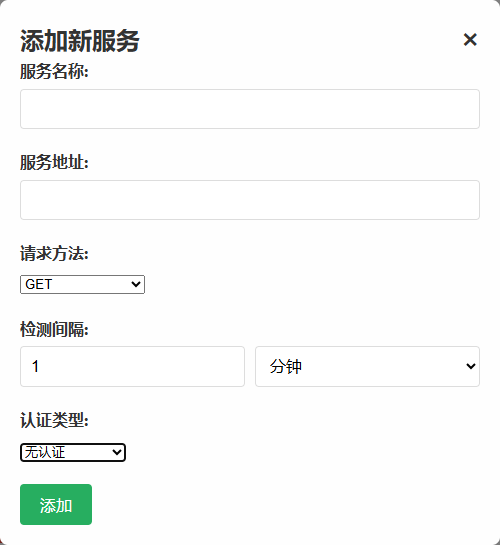 添加新服务 ×
服务名称:
服务地址:
请求方法:
GET
检测间隔:
1 分钟
认证类型:
无认证
添加